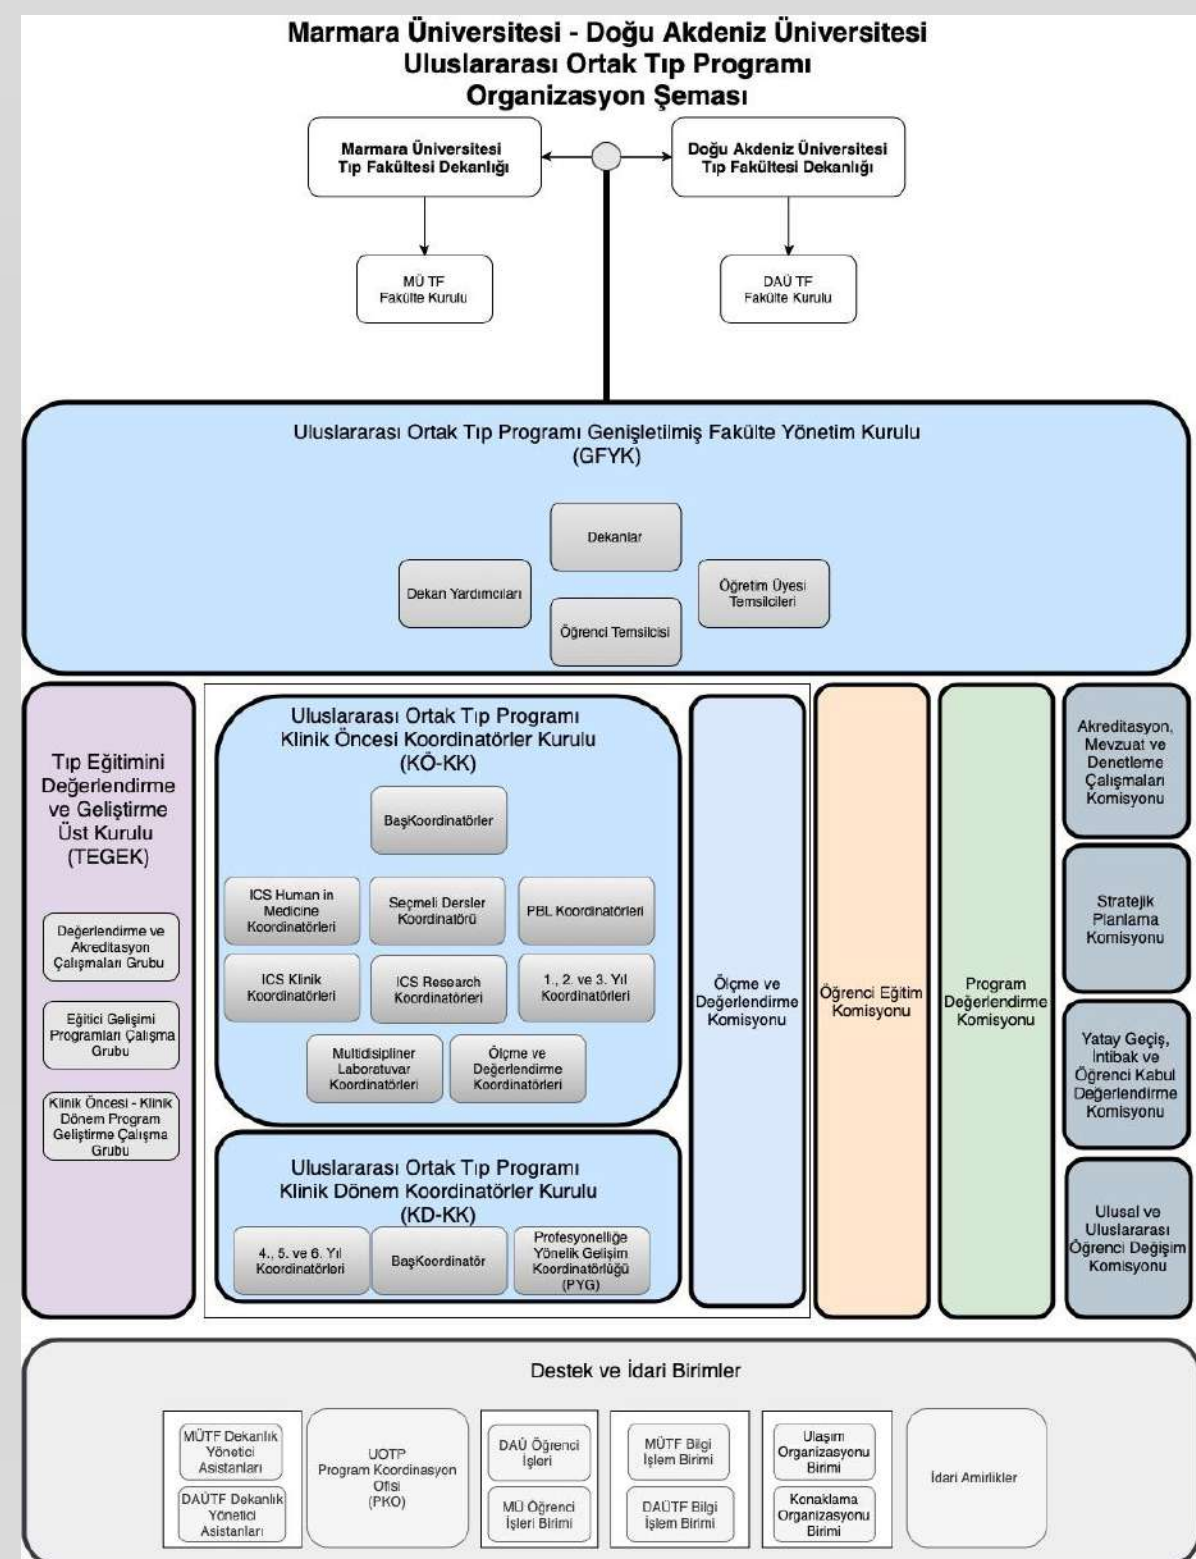 Marmara Üniversitesi - Doğu Akdeniz Üniversitesi
Uluslararası Ortak Tıp Programı
Organizasyon Şeması
Marmara Üniversitesi
Tıp Fakültesi Dekanlığı
Doğu Akdeniz Üniversitesi
Tıp Fakültesi Dekanlığı
MÜ TF
Fakülte Kurulu
DAÜ TF
Fakülte Kurulu
Uluslararası Ortak Tıp Programı Genişletilmiş Fakülte Yönetim Kurulu
(GFYK)
Dekanlar
Dekan Yardımcıları
Öğretim Üyesi
Temsilcileri
Öğrenci Temsilcisi
Tıp Eğitimini
Değerlendirme
ve Geliştirme
Üst Kurulu
(TEGEK)
Değerlendirme ve
Akreditasyon
Çalışmaları Grubu
Eğitici Gelişimi
Programları Çalışma
Grubu
Klinik Öncesi - Klinik
Dönem Program
Geliştirme Çalışma
Grubu
Uluslararası Ortak Tıp Programı
Klinik Öncesi Koordinatörler Kurulu
(KÖ-KK)
BaşKoordinatörler
ICS Human in
Medicine
Koordinatörleri
Seçmeli Dersler
Koordinatörü
PBL Koordinatörleri
ICS Klinik
Koordinatörleri
ICS Research
Koordinatörleri
1., 2. ve 3. Yıl
Koordinatörleri
Multidisipliner
Laboratuvar
Koordinatörleri
Ölçme ve
Değerlendirme
Koordinatörleri
Uluslararası Ortak Tıp Programı
Klinik Dönem Koordinatörler Kurulu
(KD-KK)
4., 5. ve 6. Yıl
Koordinatörleri
BaşKoordinatör
Profesyonelliğe
Yönelik Gelişim
Koordinatörlüğü
(PYG)
Ölçme ve
Değerlendirme
Komisyonu
Öğrenci Eğitim
Komisyonu
Program
Değerlendirme
Komisyonu
Akreditasyon,
Mevzuat ve
Denetleme
Çalışmaları
Komisyonu
Stratejik
Planlama
Komisyonu
Yatay Geçiş,
İntibak ve
Öğrenci Kabul
Değerlendirme
Komisyonu
Ulusal ve
Uluslararası
Öğrenci Değişim
Komisyonu
Destek ve İdari Birimler
MÜTF Dekanlık
Yönetici
Asistanları
DAÜTF Dekanlık
Yönetici
Asistanları
UOTP
Program Koordinasyon
Ofisi
(PKO)
DAÜ Öğrenci
İşleri
MÜ Öğrenci
İşleri Birimi
MÜTF Bilgi
İşlem Birimi
DAÜTF Bilgi
İşlem Birimi
Ulaşım
Organizasyonu
Birimi
Konaklama
Organizasyonu
Birimi
İdari Amirlikler